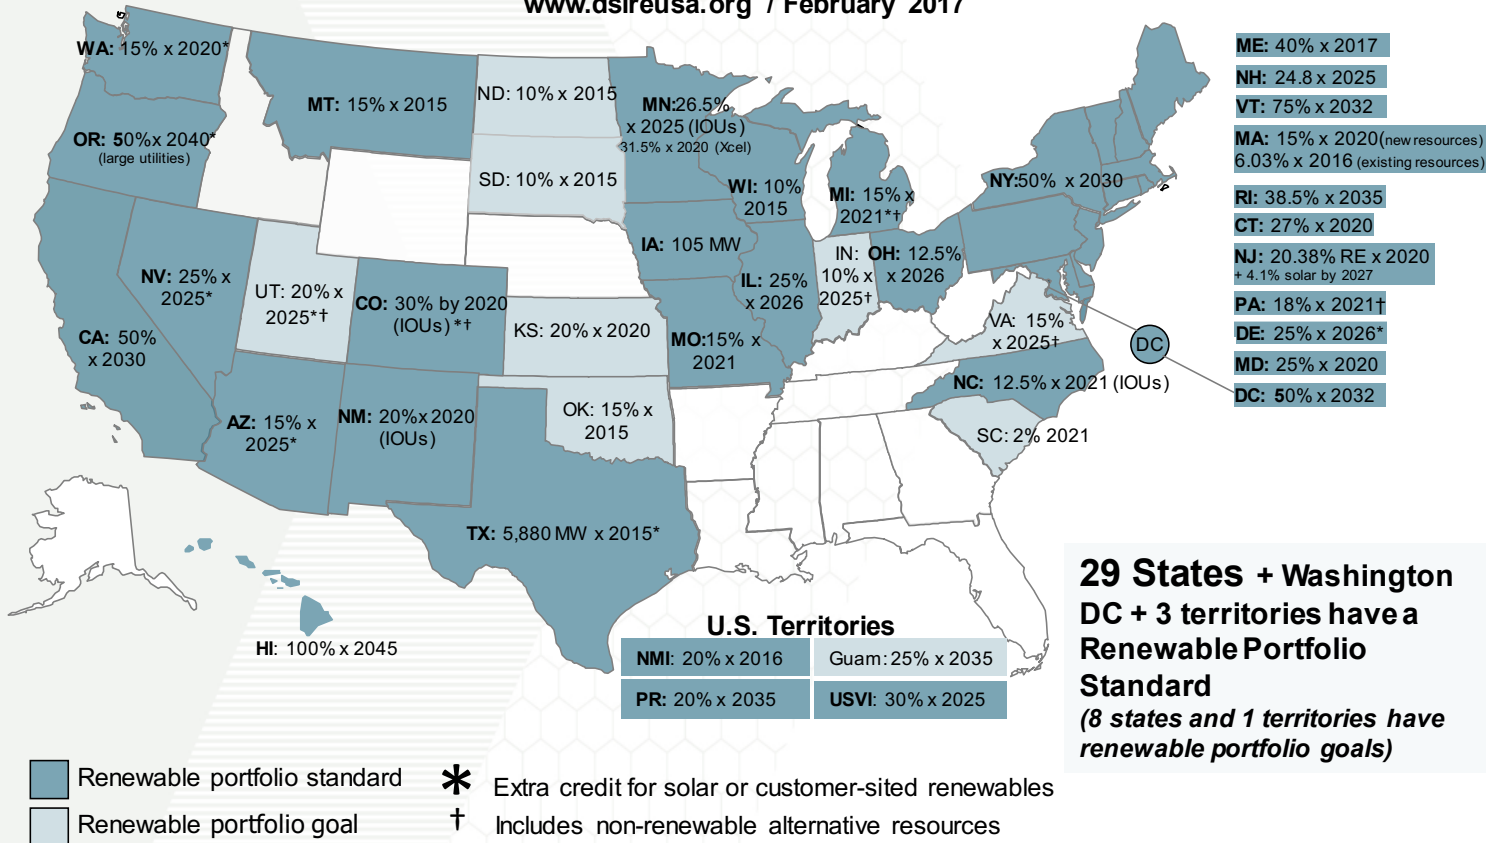 www.dsireusa.org / February 2017
WA: 15% x 2020*
OR: 50%x 2040*
(large utilities)
CA: 50%
x 2030
NV: 25% x
2025*
MT: 15% x 2015
UT: 20% x
2025*†
AZ: 15% x
2025*
CO: 30% by 2020
(IOUs) *†
NM: 20%x 2020
(IOUs)
ND: 10% x 2015
SD: 10% x 2015
KS: 20% x 2020
OK: 15% x
2015
TX: 5,880 MW x 2015*
MN:26.5%
x 2025 (IOUs)
31.5% x 2020 (Xcel)
IA: 105 MW
MO:15% x
2021
WI: 10%
2015
IL: 25%
x 2026
MI: 15% x
2021*†
IN:
10% x
2025†
OH: 12.5%
x 2026
NY:50% x 2030
VA: 15%
x 2025†
NC: 12.5% x 2021 (IOUs)
SC: 2% 2021
DC
HI: 100% x 2045
ME: 40% x 2017
NH: 24.8 x 2025
VT: 75% x 2032
MA: 15% x 2020(new resources)
6.03% x 2016 (existing resources)
RI: 38.5% x 2035
CT: 27% x 2020
NJ: 20.38% RE x 2020
+ 4.1% solar by 2027
PA: 18% x 2021†
DE: 25% x 2026*
MD: 25% x 2020
DC: 50% x 2032
U.S. Territories
NMI: 20% x 2016
Guam: 25% x 2035
PR: 20% x 2035
USVI: 30% x 2025
29 States + Washington
DC + 3 territories have a
Renewable Portfolio
Standard
(8 states and 1 territories have
renewable portfolio goals)
Renewable portfolio standard
Renewable portfolio goal
* Extra credit for solar or customer-sited renewables
† Includes non-renewable alternative resources